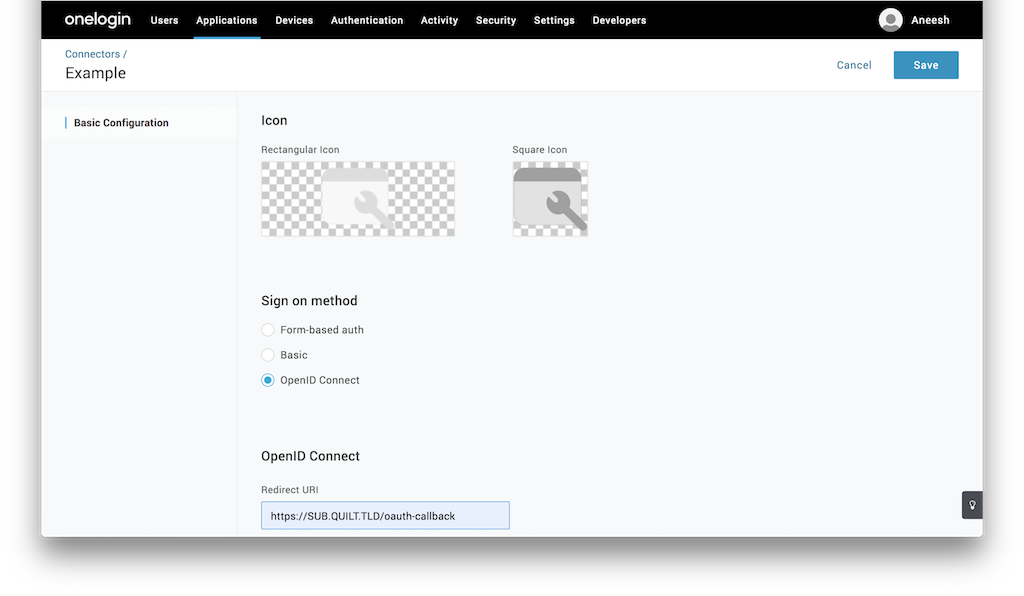 onelogin Users Applications Devices Authentication Activity Security Settings Developers Aneesh
Connectors /
Example
Cancel Save
Basic Configuration
Icon
Rectangular Icon Square Icon
Sign on method
Form-based auth
Basic
OpenID Connect
OpenID Connect
Redirect URI
https://SUB.QUILT.TLD/oauth-callback